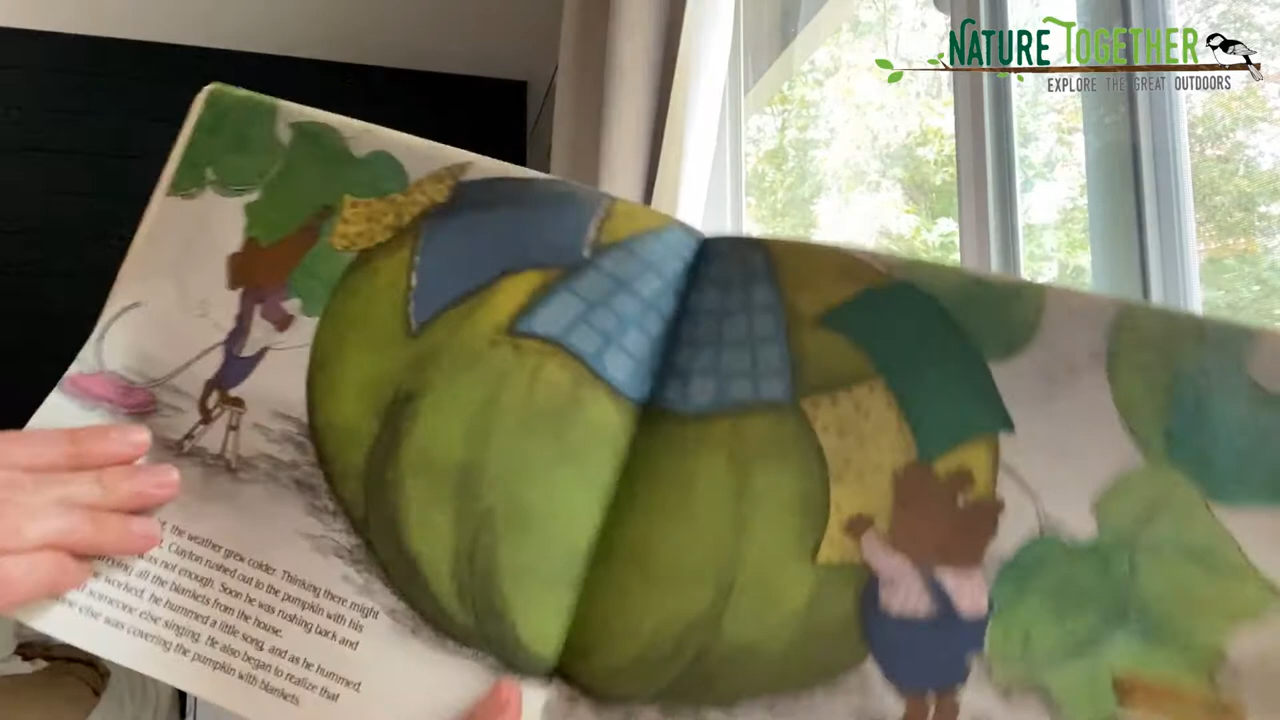 NATURE TOGETHER
EXPLORE THE GREAT OUTDOORS
the weather grew colder. Thinking there might
Clayton rushed out to the pumpkin with his
was not enough. Soon he was rushing back and
all the blankets from the house.
worked, he hummed a little song, and as he hummed,
someone else singing. He also began to realize that
else was covering the pumpkin with blankets.